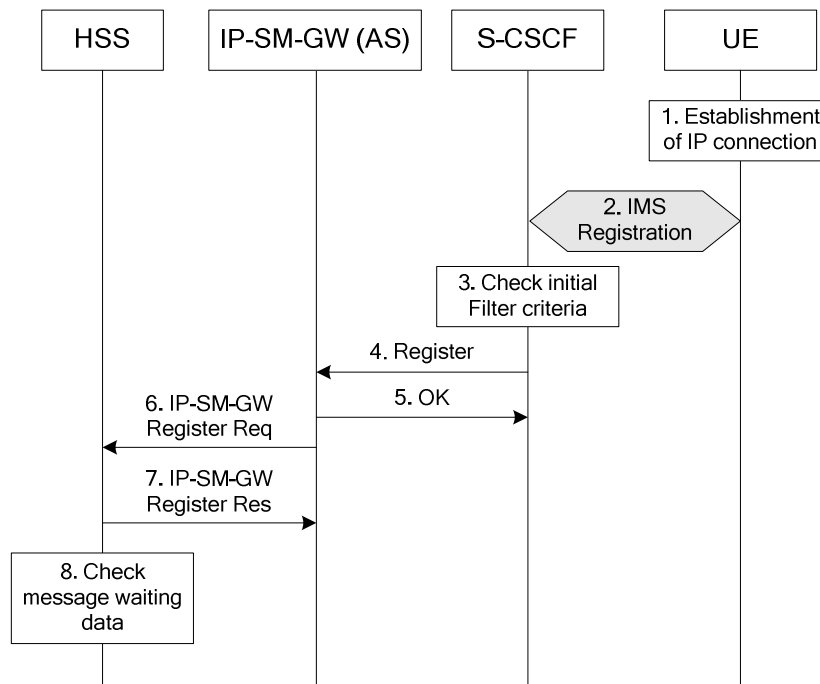 HSS
IP-SM-GW (AS)
S-CSCF
UE
1. Establishment
of IP connection
2. IMS
Registration
3. Check initial
Filter criteria
4. Register
5. OK
6. IP-SM-GW
Register Req
7. IP-SM-GW
Register Res
8. Check
message waiting
data